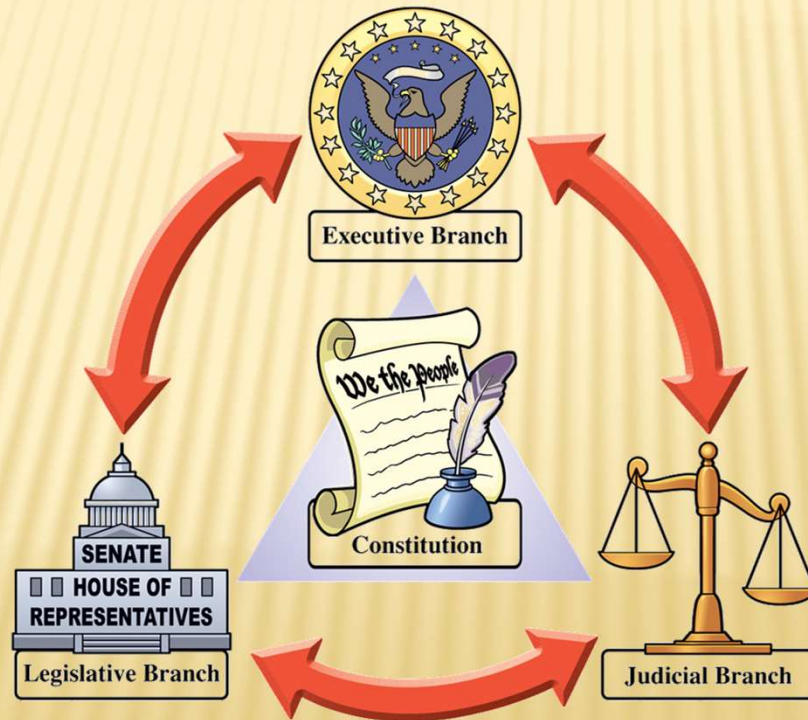 Executive Branch
We the People
Constitution
SENATE
HOUSE OF
REPRESENTATIVES
Legislative Branch
Judicial Branch